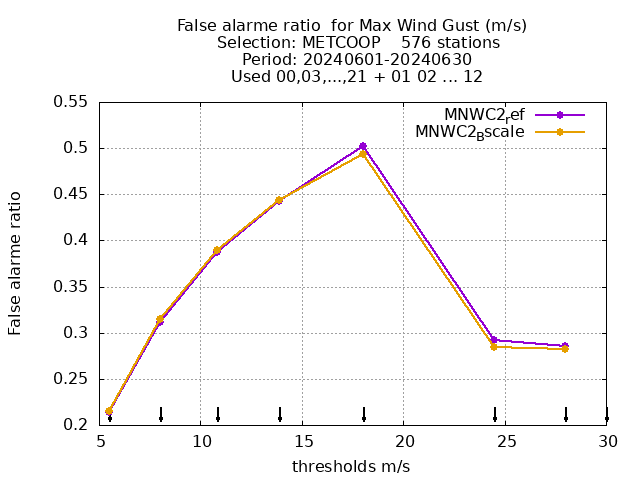 False alarme ratio  for Max Wind Gust (m/s)
Selection: METCOOP    576 stations
Period: 20240601-20240630
Used 00,03,...,21 + 01 02 ... 12
MNWC2ref
MNWC2Bscale
0.55
0.5
0.45
0.4
0.35
0.3
0.25
0.2
False alarme ratio
5 10 15 20 25 30
thresholds m/s